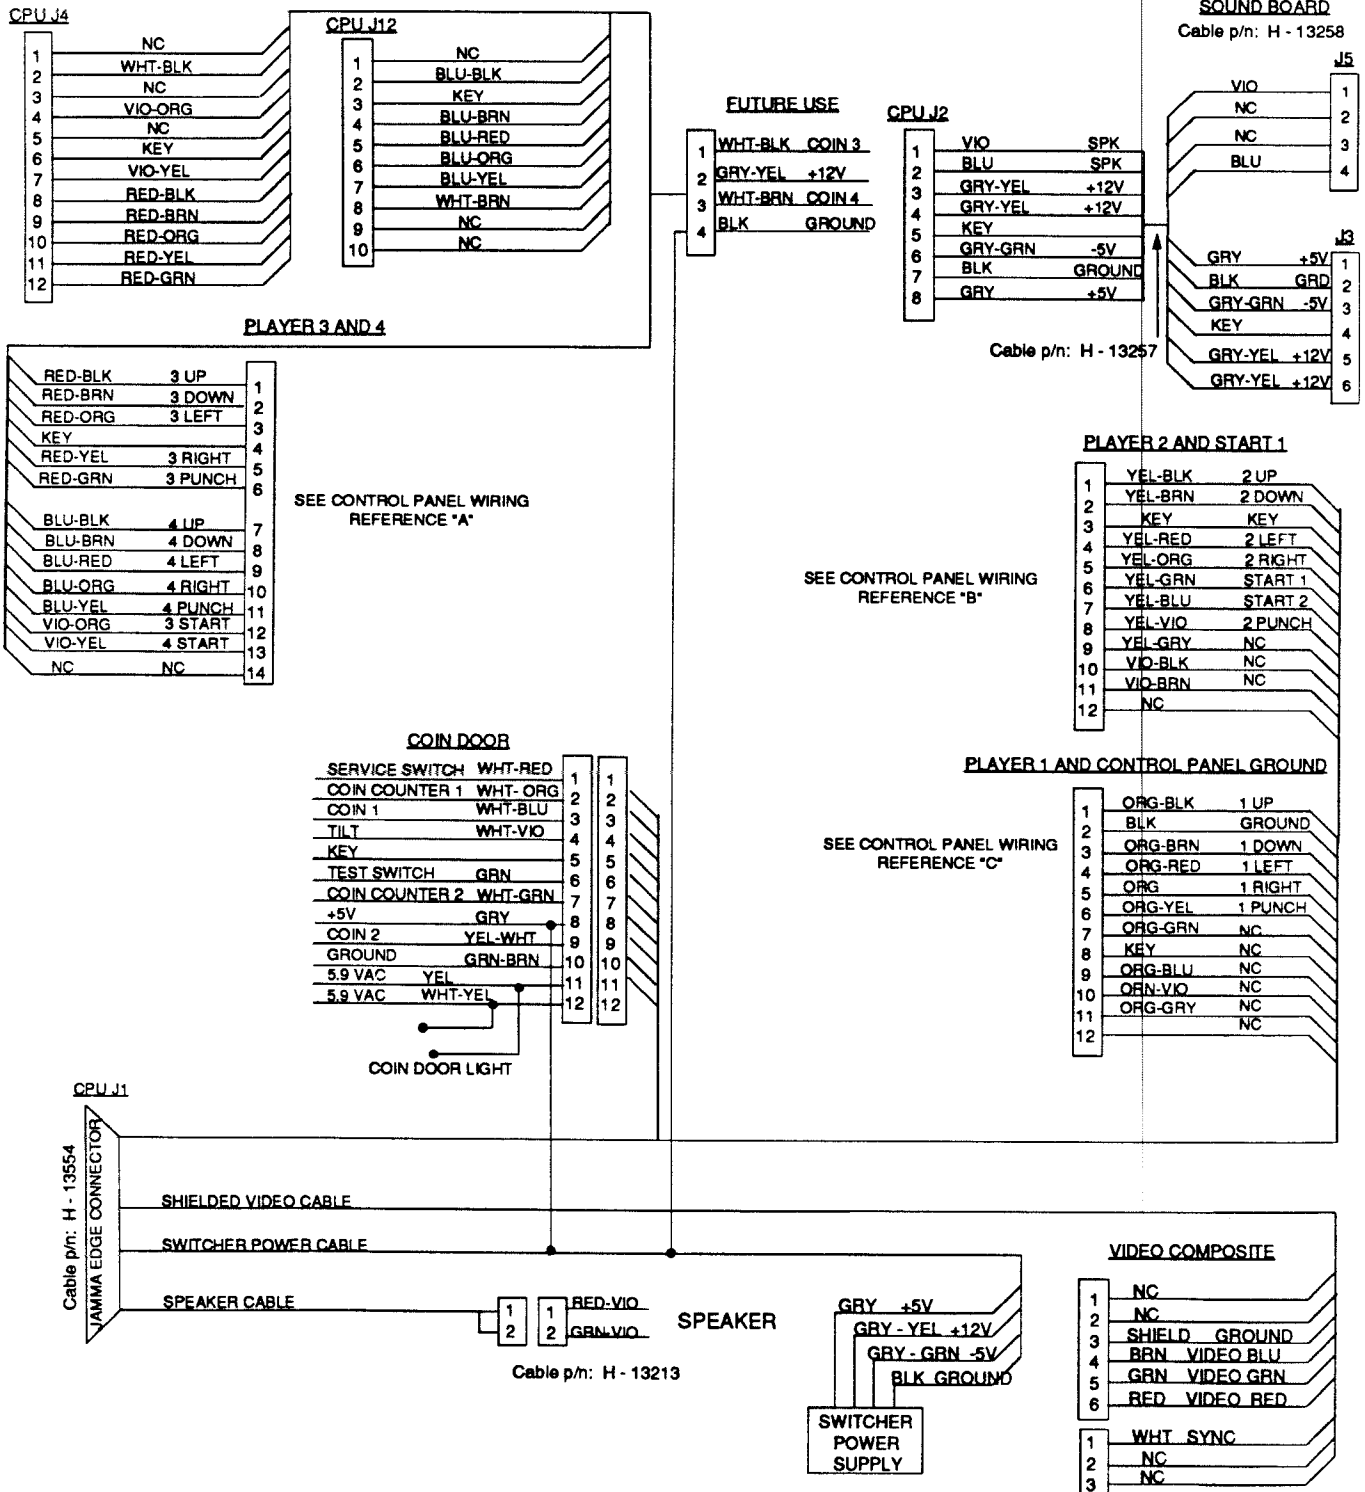 CPU J4
1 NC
2 WHT-BLK
3 NC
4 VIO-ORG
5 NC
6 KEY
7 VIO-YEL
8 RED-BLK
9 RED-BRN
10 RED-ORG
11 RED-YEL
12 RED-GRN
CPU J12
1 NC
2 BLU-BLK
3 KEY
4 BLU-BRN
5 BLU-RED
6 BLU-ORG
7 BLU-YEL
8 WHT-BRN
9 NC
10 NC
FUTURE USE
1 WHT-BLK COIN 3
2 GRY-YEL +12V
3 WHT-BRN COIN 4
4 BLK GROUND
CPU J2
1 VIO SPK
2 BLU SPK
3 GRY-YEL +12V
4 GRY-YEL +12V
5 KEY
6 GRY-GRN -5V
7 BLK GROUND
8 GRY +5V
Cable p/n: H - 13257
SOUND BOARD
Cable p/n: H - 13258
J5
VIO 1
NC 2
NC 3
BLU 4
J3
GRY +5V 1
BLK GRD 2
GRY-GRN -5V 3
KEY 4
GRY-YEL +12V 5
GRY-YEL +12V 6
PLAYER 3 AND 4
RED-BLK 3 UP 1
RED-BRN 3 DOWN 2
RED-ORG 3 LEFT 3
KEY 4
RED-YEL 3 RIGHT 5
RED-GRN 3 PUNCH 6
BLU-BLK 4 UP 7
BLU-BRN 4 DOWN 8
BLU-RED 4 LEFT 9
BLU-ORG 4 RIGHT 10
BLU-YEL 4 PUNCH 11
VIO-ORG 3 START 12
VIO-YEL 4 START 13
NC NC 14
SEE CONTROL PANEL WIRING
REFERENCE "A"
PLAYER 2 AND START 1
1 YEL-BLK 2 UP
2 YEL-BRN 2 DOWN
3 KEY KEY
4 YEL-RED 2 LEFT
5 YEL-ORG 2 RIGHT
6 YEL-GRN START 1
7 YEL-BLU START 2
8 YEL-VIO 2 PUNCH
9 YEL-GRY NC
10 VIO-BLK NC
11 VIO-BRN NC
12 NC
SEE CONTROL PANEL WIRING
REFERENCE "B"
COIN DOOR
SERVICE SWITCH WHT-RED 1 1
COIN COUNTER 1 WHT- ORG 2 2
COIN 1 WHT-BLU 3 3
TILT WHT-VIO 4 4
KEY 5 5
TEST SWITCH GRN 6 6
COIN COUNTER 2 WHT-GRN 7 7
+5V GRY 8 8
COIN 2 YEL-WHT 9 9
GROUND GRN-BRN 10 10
5.9 VAC YEL 11 11
5.9 VAC WHT-YEL 12 12
COIN DOOR LIGHT
PLAYER 1 AND CONTROL PANEL GROUND
1 ORG-BLK 1 UP
2 BLK GROUND
3 ORG-BRN 1 DOWN
4 ORG-RED 1 LEFT
5 ORG 1 RIGHT
6 ORG-YEL 1 PUNCH
7 ORG-GRN NC
8 KEY NC
9 ORG-BLU NC
10 ORN-VIO NC
11 ORG-GRY NC
12 NC
SEE CONTROL PANEL WIRING
REFERENCE "C"
CPU J1
Cable p/n: H - 13554
JAMMA EDGE CONNECTOR
SHIELDED VIDEO CABLE
SWITCHER POWER CABLE
SPEAKER CABLE
1 1 RED-VIO
2 2 GRN-VIO
SPEAKER
Cable p/n: H - 13213
GRY +5V
GRY - YEL +12V
GRY - GRN -5V
BLK GROUND
SWITCHER
POWER
SUPPLY
VIDEO COMPOSITE
1 NC
2 NC
3 SHIELD GROUND
4 BRN VIDEO BLU
5 GRN VIDEO GRN
6 RED VIDEO RED
1 WHT SYNC
2 NC
3 NC